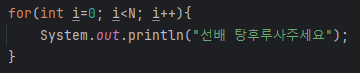 for(int i=0; i<N; i++){
System.out.println("선배 탕후루사주세요");
}